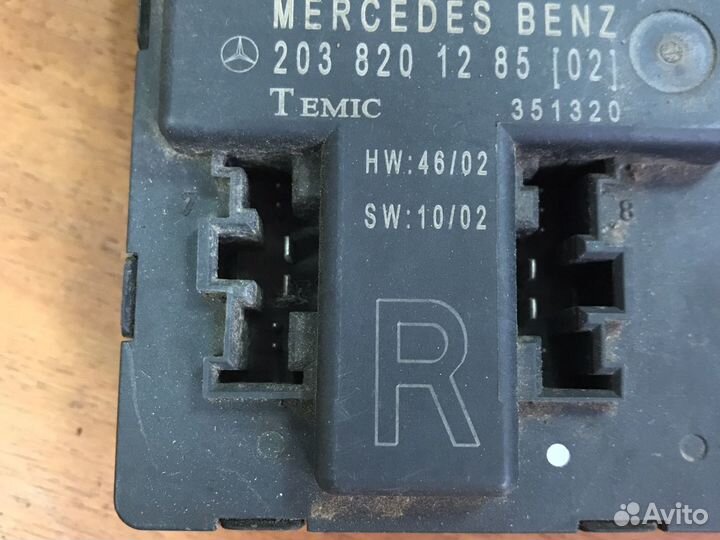 MERCEDES BENZ
203 820 12 85 [02]
TEMIC 351320
HW:46/02
SW:10/02
7
8
R
Avito